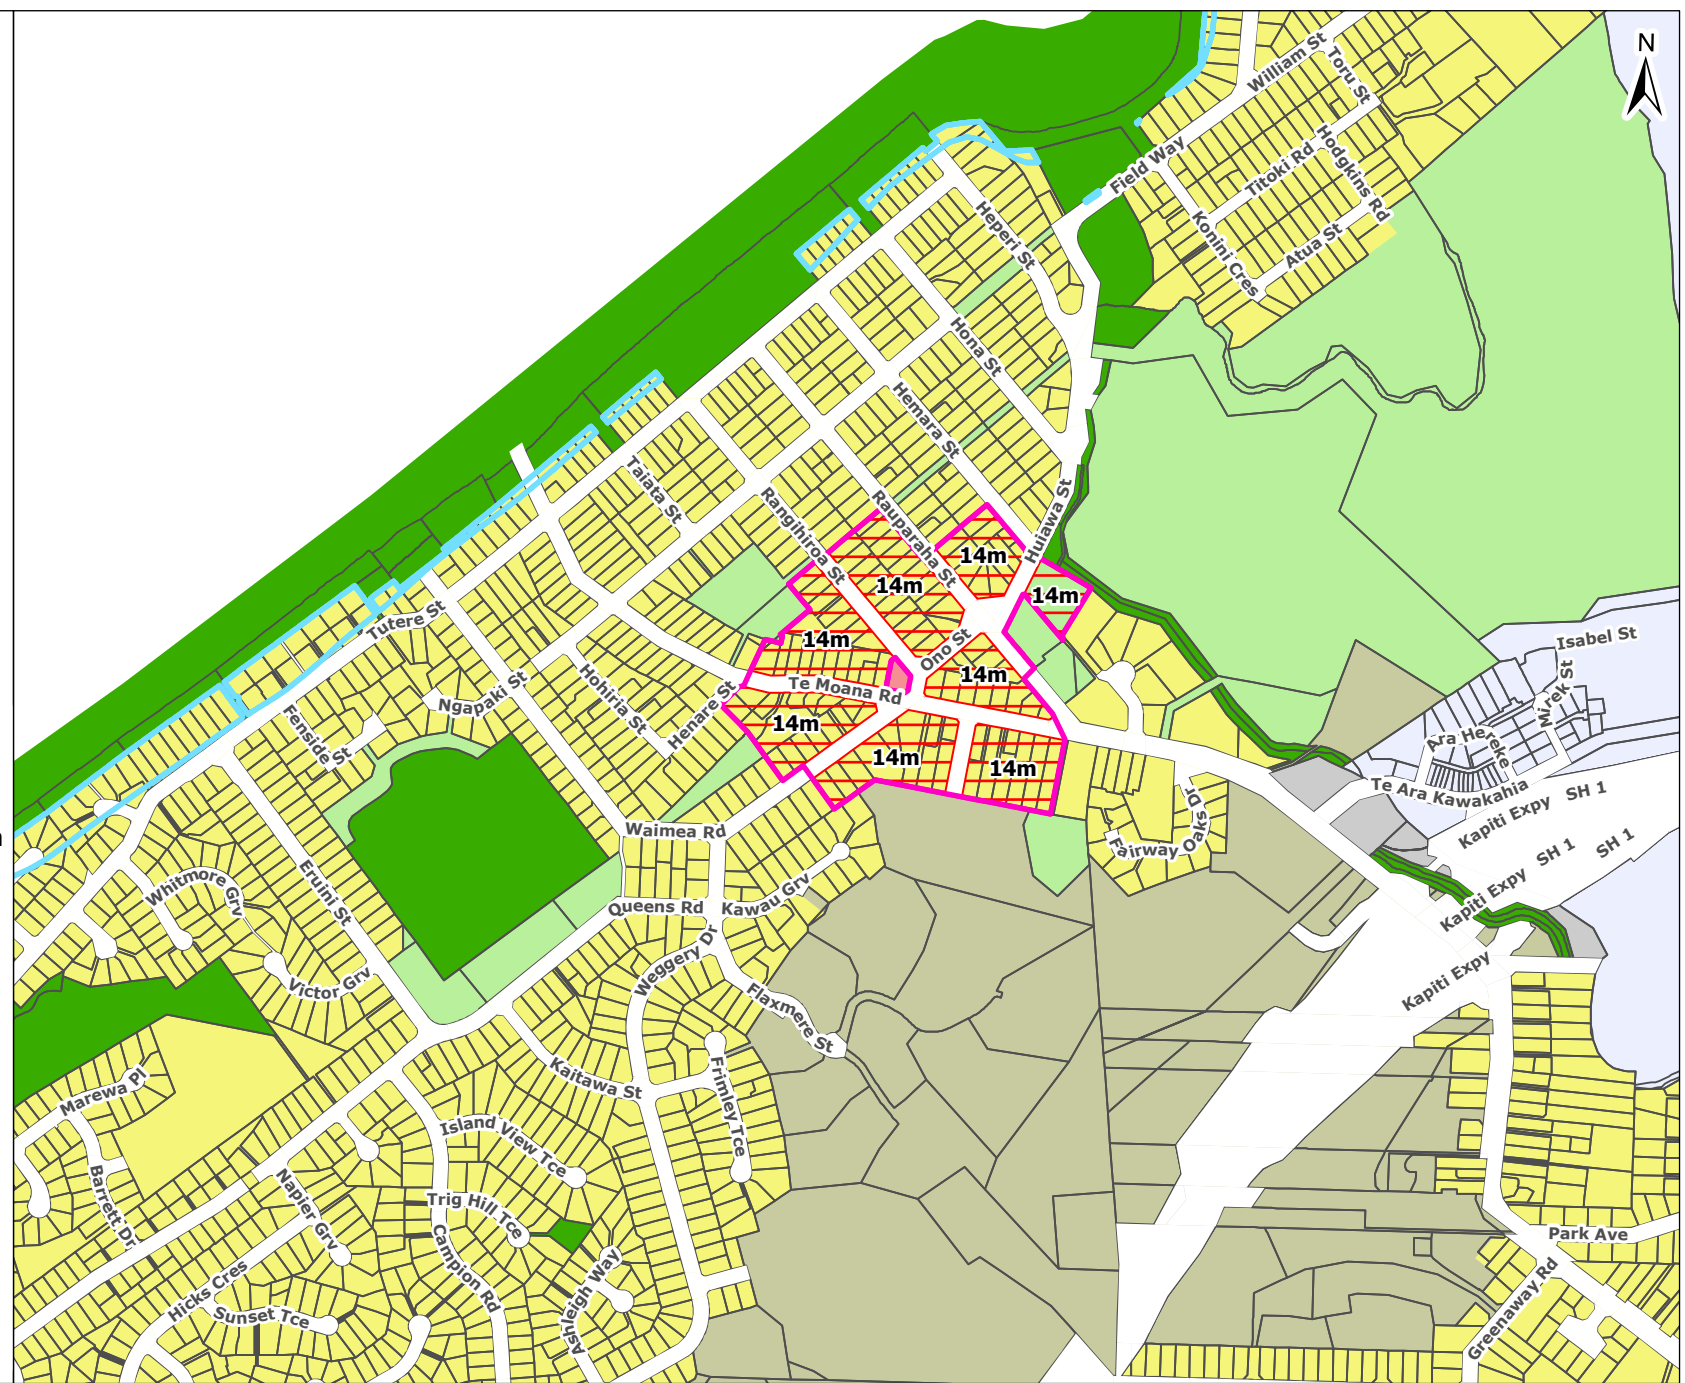 N
William St
Toru St
Hodgkins Rd
Titoki Rd
Field Way
Konini Cres
Atua St
Heperi St
Hona St
Hemara St
Taiata St
Rangihiroa St
Rauparaha St
Huiawa St
14m
14m
14m
14m
Ono St
14m
Te Moana Rd
14m
14m
14m
Tutere St
Ngapaki St
Hohiria St
Henare St
Fenside St
Isabel St
Mirek St
Ara Hereke
Te Ara Kawakahia
Kapiti Expy SH 1
Kapiti Expy SH 1
SH 1
Kapiti Expy
Fairway Oaks Dr
Waimea Rd
Queens Rd
Kawau Grv
Whitmore Grv
Eruini St
Victor Grv
Weggery Dr
Flaxmere St
Kaitawa St
Frimley Tce
Marewa Pl
Barrett Dr
Island View Tce
Napier Grv
Trig Hill Tce
Campion Rd
Hicks Cres
Sunset Tce
Ashleigh Way
Park Ave
Greenaway Rd